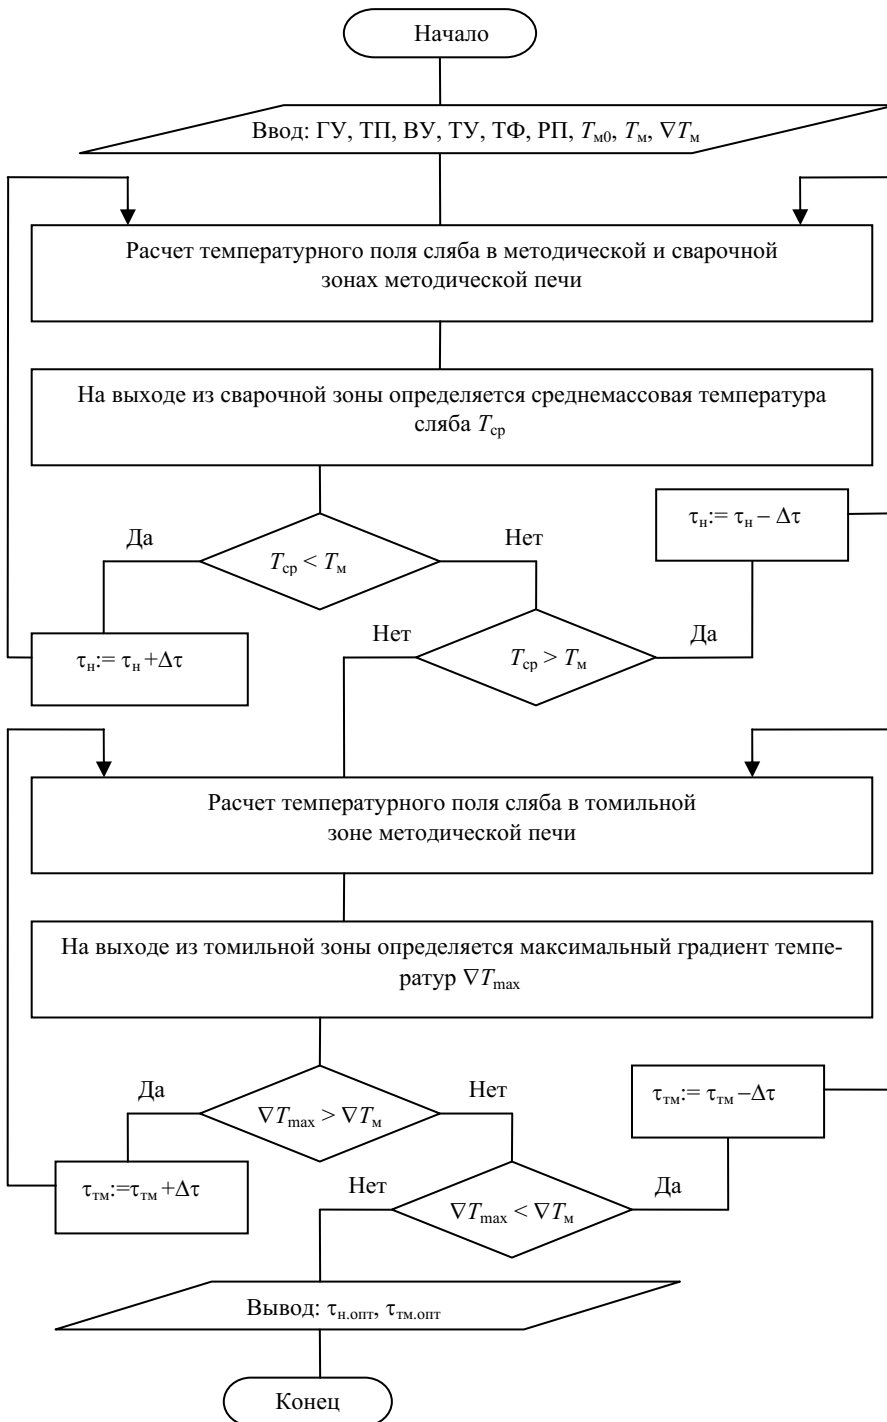 Начало
Ввод: ГУ, ТП, ВУ, ТУ, ТФ, РП, Tм0, Tм, ∇Tм
Расчет температурного поля сляба в методической и сварочной
зонах методической печи
На выходе из сварочной зоны определяется среднемассовая температура
сляба Tср
τн:= τн – Δτ
Да
Нет
Tср < Tм
Нет
Да
τн:= τн +Δτ
Tср > Tм
Расчет температурного поля сляба в томильной
зоне методической печи
На выходе из томильной зоны определяется максимальный градиент темпе-
ратур ∇Tmax
Да
Нет
τтм:= τтм –Δτ
∇Tmax > ∇Tм
τтм:=τтм +Δτ
Нет
Да
∇Tmax < ∇Tм
Вывод: τн.опт, τтм.опт
Конец